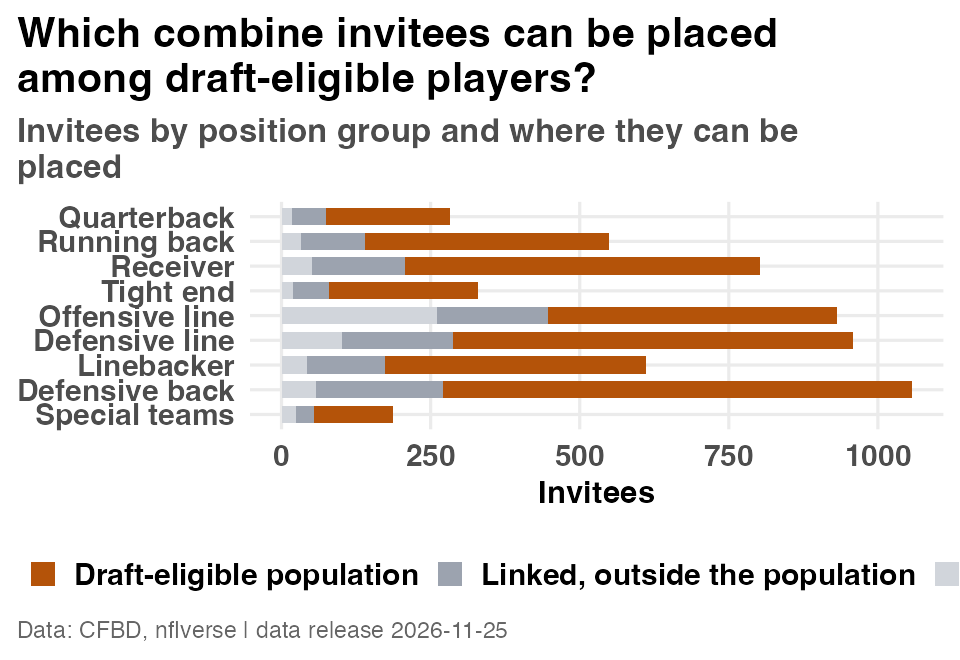 Which combine invitees can be placed
among draft-eligible players?
Invitees by position group and where they can be
placed
Quarterback
Running back
Receiver
Tight end
Offensive line
Defensive line
Linebacker
Defensive back
Special teams
0 250 500 750 1000
Invitees
Draft-eligible population Linked, outside the population
Data: CFBD, nflverse | data release 2026-11-25